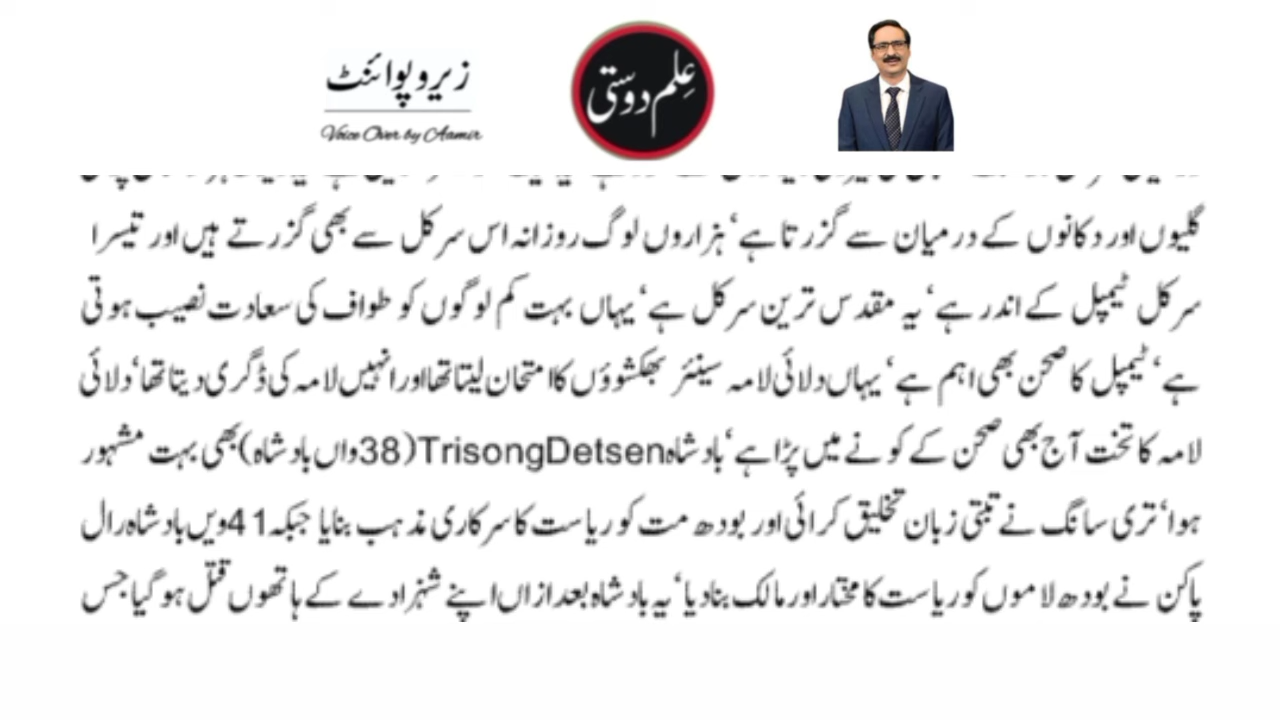 زیرو پوائنٹ
Voice Over by Aamir
عِلم دوستی
گلیوں اور دکانوں کے درمیان سے گزرتا ہے‘ ہزاروں لوگ روزانہ اس سرکل سے بھی گزرتے ہیں اور تیسرا
سرکل ٹیمپل کے اندر ہے‘ یہ مقدس ترین سرکل ہے‘ یہاں بہت کم لوگوں کو طواف کی سعادت نصیب ہوتی
ہے‘ ٹیمپل کا صحن بھی اہم ہے‘ یہاں دلائی لامہ سینئر بھکشوؤں کا امتحان لیتا تھا اور انہیں لامہ کی ڈگری دیتا تھا‘ دلائی
لامہ کا تخت آج بھی صحن کے کونے میں پڑا ہے‘ بادشاہ TrisongDetsen (38واں بادشاہ) بھی بہت مشہور
ہوا‘ تری سانگ نے تبتی زبان تخلیق کرائی اور بودھ مت کو ریاست کا سرکاری مذہب بنایا جبکہ 41ویں بادشاہ رال
پاکن نے بودھ لاموں کو ریاست کا مختار اور مالک بنا دیا‘ یہ بادشاہ بعدازاں اپنے شہزادے کے ہاتھوں قتل ہو گیا جس